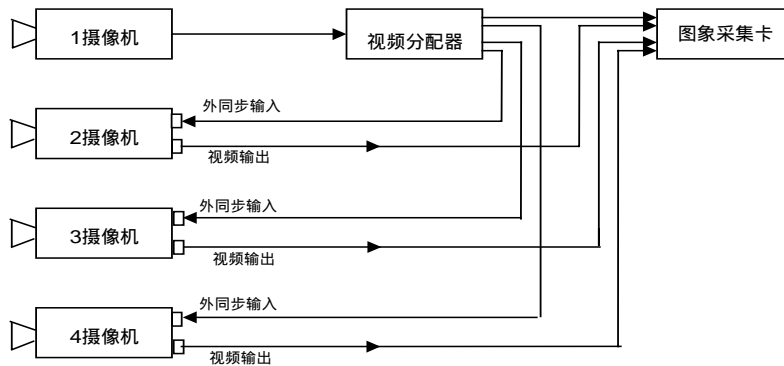 1摄像机
视频分配器
图象采集卡
外同步输入
2摄像机
视频输出
外同步输入
3摄像机
视频输出
外同步输入
4摄像机
视频输出